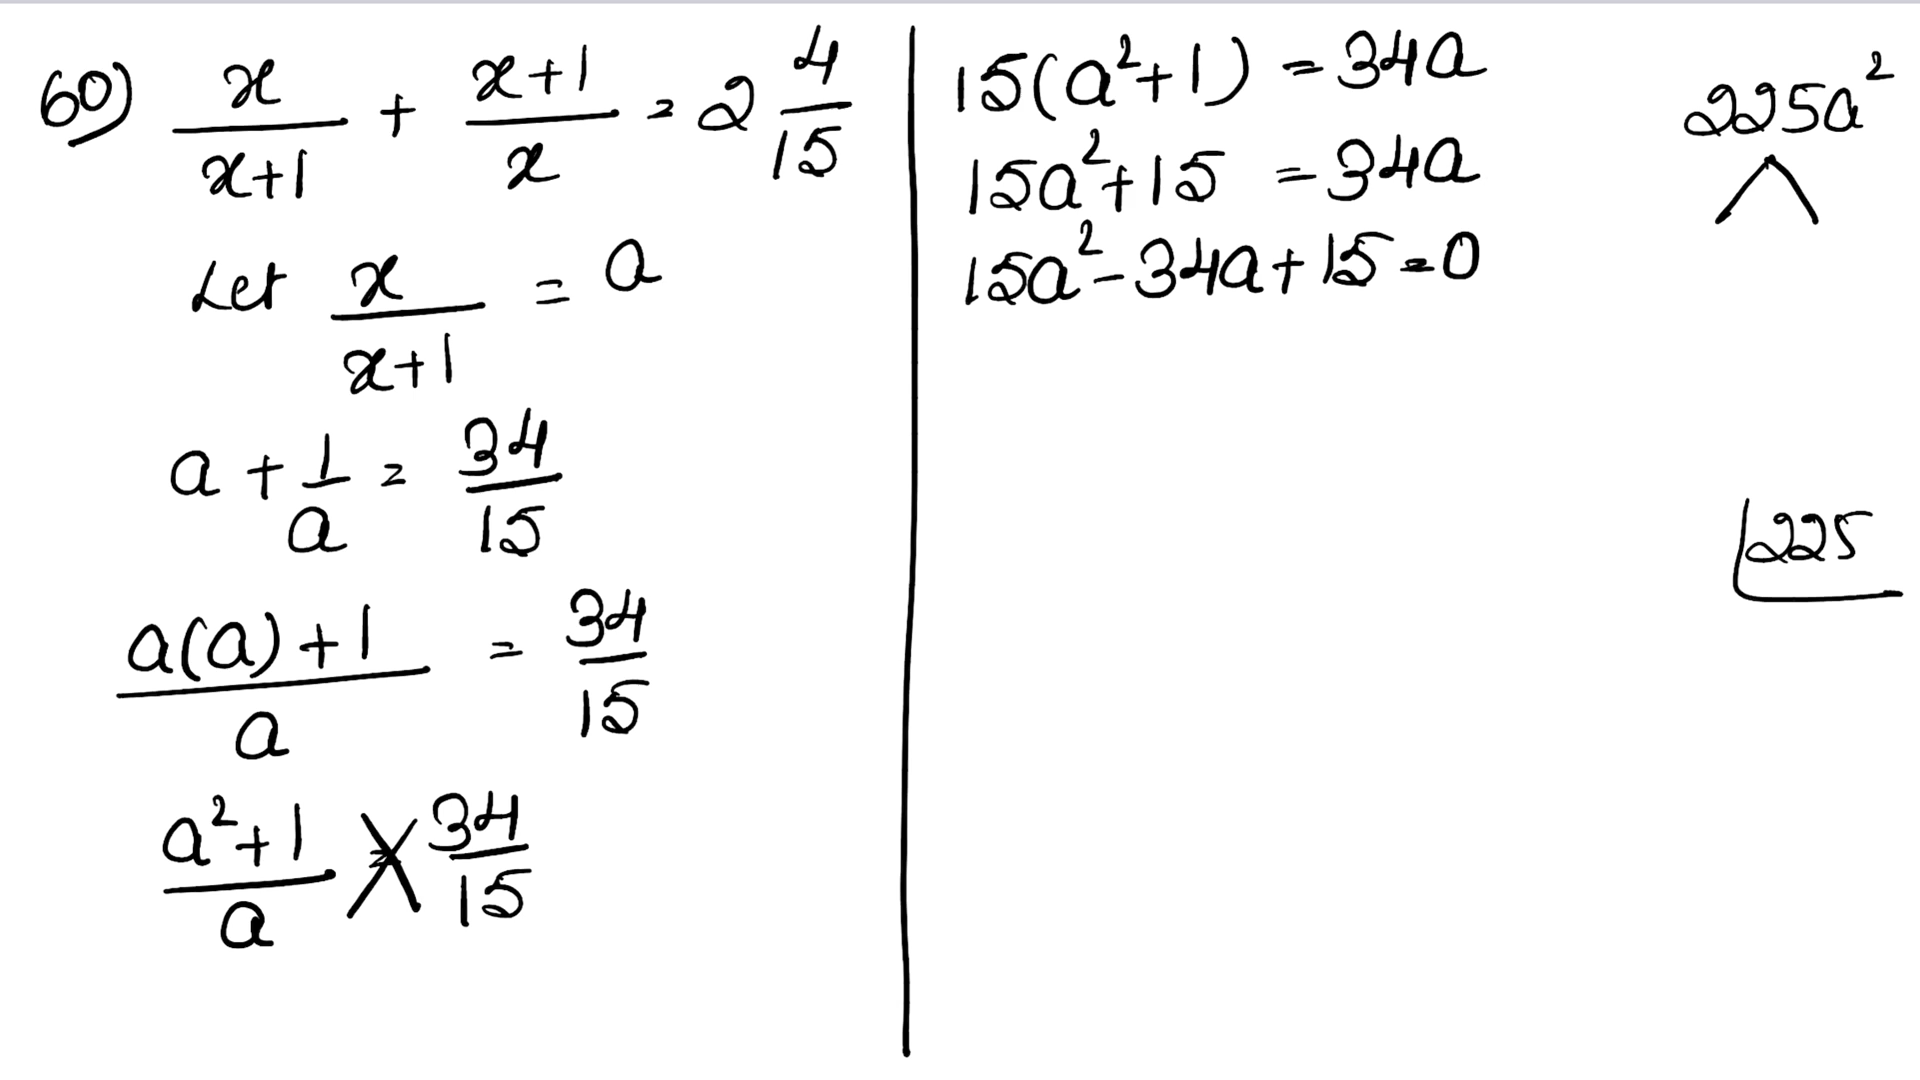 60) x/(x+1) + (x+1)/x = 2 4/15
Let x/(x+1) = a
a + 1/a = 34/15
(a(a)+1)/a = 34/15
(a²+1)/a = 34/15
15(a²+1) = 34a
15a²+15 = 34a
15a²-34a+15=0
225a²
225